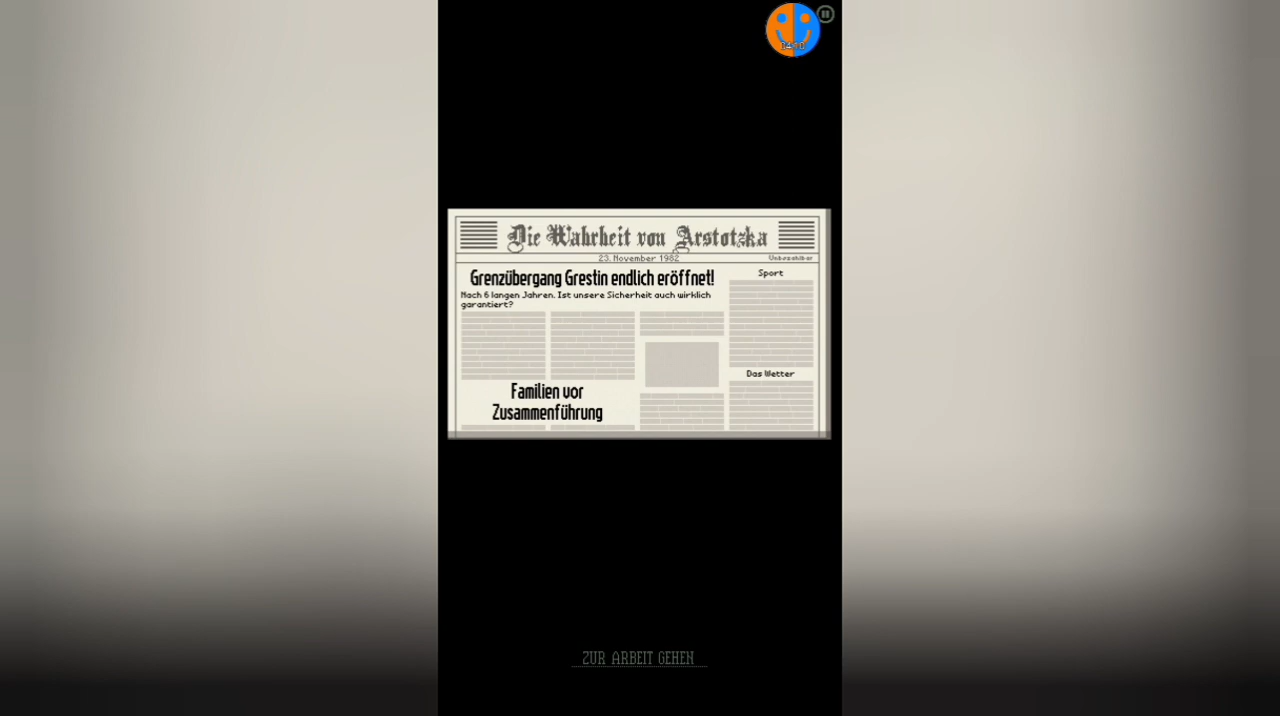 Die Wahrheit von Arstotzka
23. November 1982
Unbezahlbar
Grenzübergang Grestin endlich eröffnet!
Nach 6 langen Jahren. Ist unsere Sicherheit auch wirklich
garantiert?
Sport
Das Wetter
Familien vor
Zusammenführung
ZUR ARBEIT GEHEN